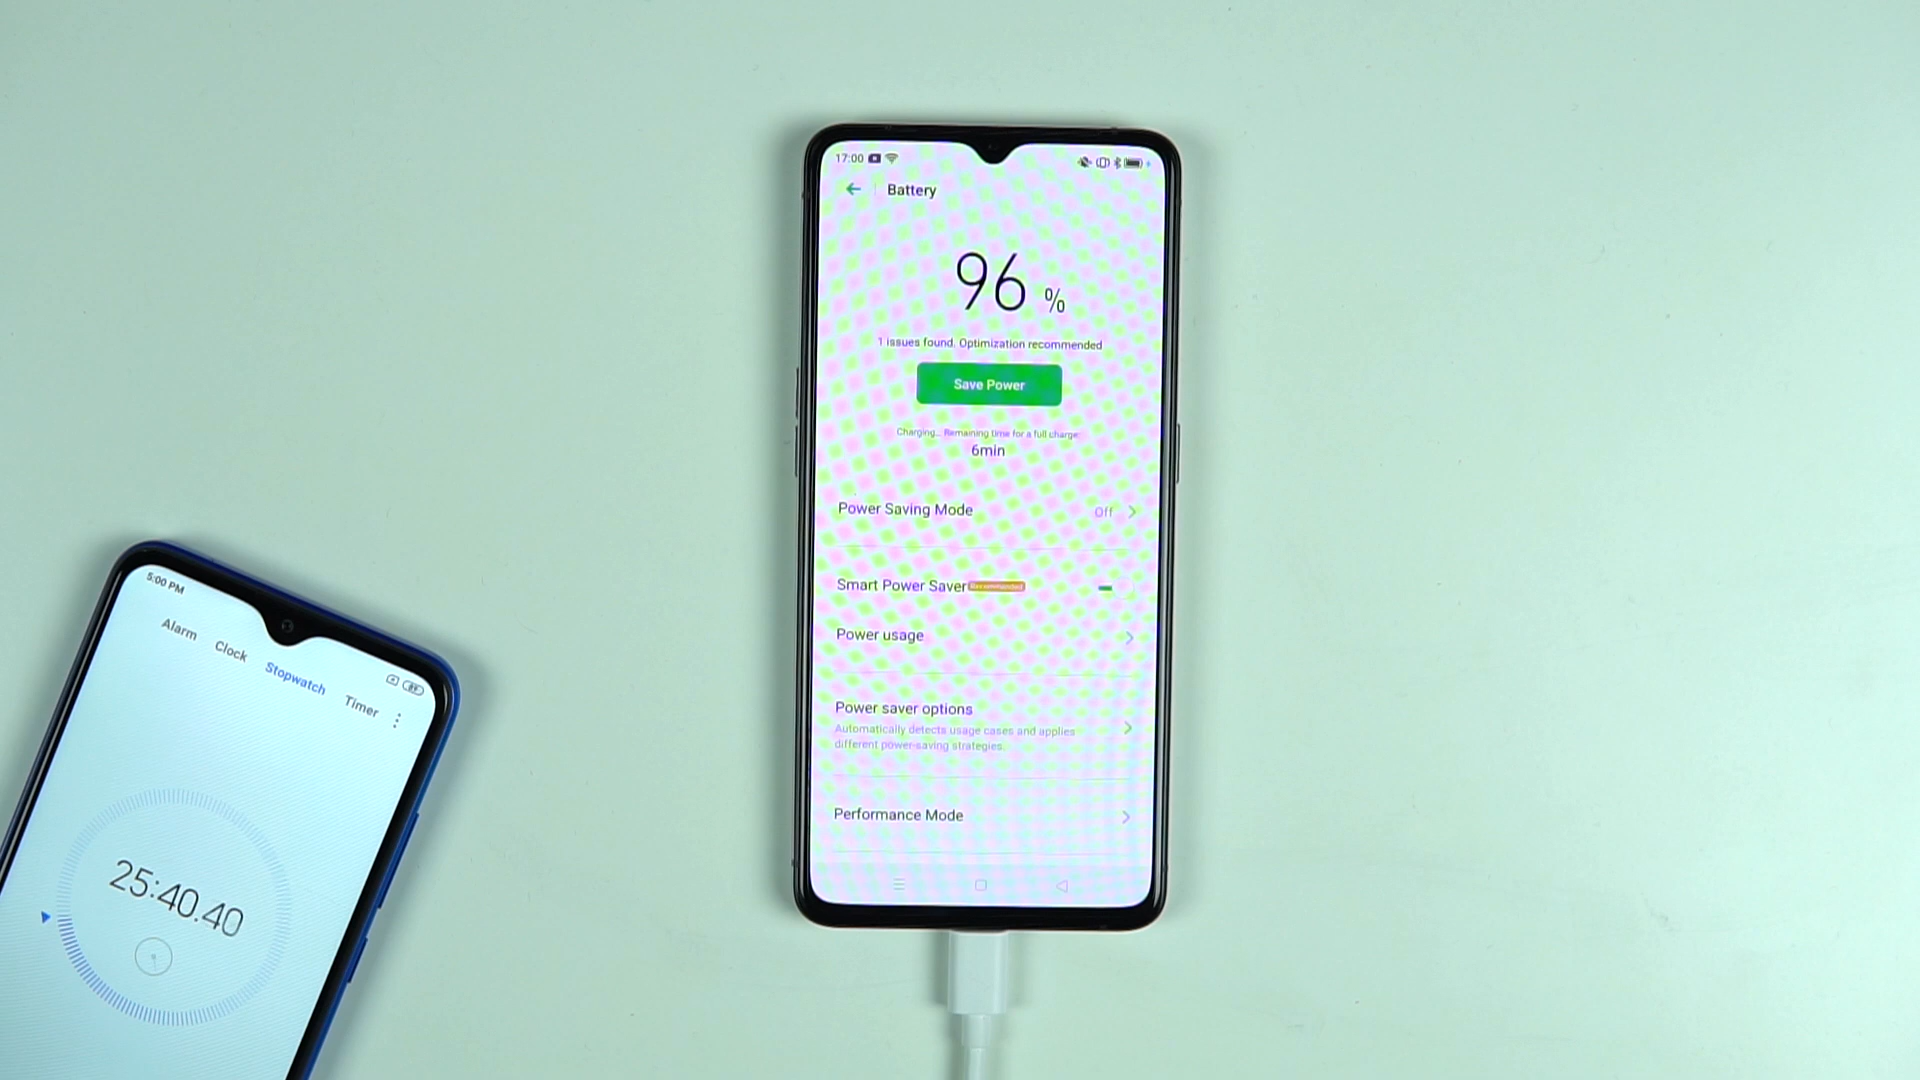 17:00
Battery
96 %
1 issues found. Optimization recommended
Save Power
Charging... Remaining time for a full charge:
6min
Power Saving Mode Off
Smart Power Saver Recommended
Power usage
Power saver options
Automatically detects usage cases and applies
different power-saving strategies.
Performance Mode
5:00 PM
Alarm Clock Stopwatch Timer
25:40.40